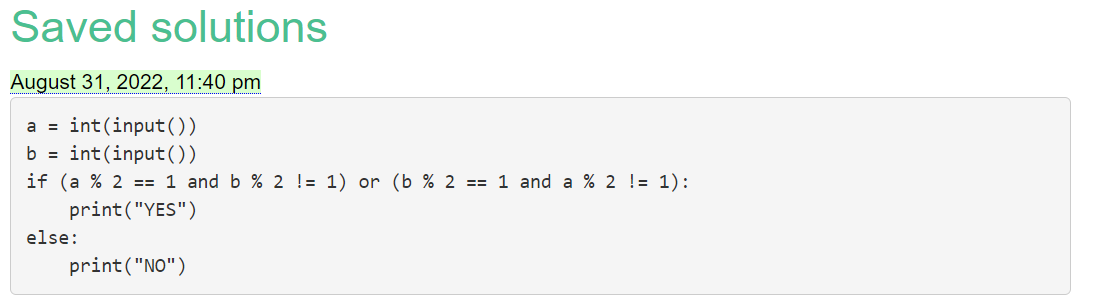 Saved solutions
August 31, 2022, 11:40 pm
a = int(input())
b = int(input())
if (a % 2 == 1 and b % 2 != 1) or (b % 2 == 1 and a % 2 != 1):
    print("YES")
else:
    print("NO")